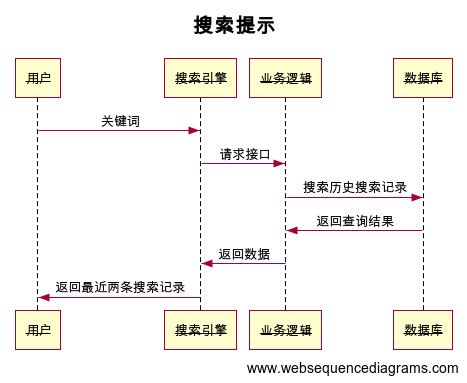 搜索提示
用户 搜索引擎 业务逻辑 数据库
关键词
请求接口
搜索历史搜索记录
返回查询结果
返回数据
返回最近两条搜索记录
用户 搜索引擎 业务逻辑 数据库
www.websequencediagrams.com